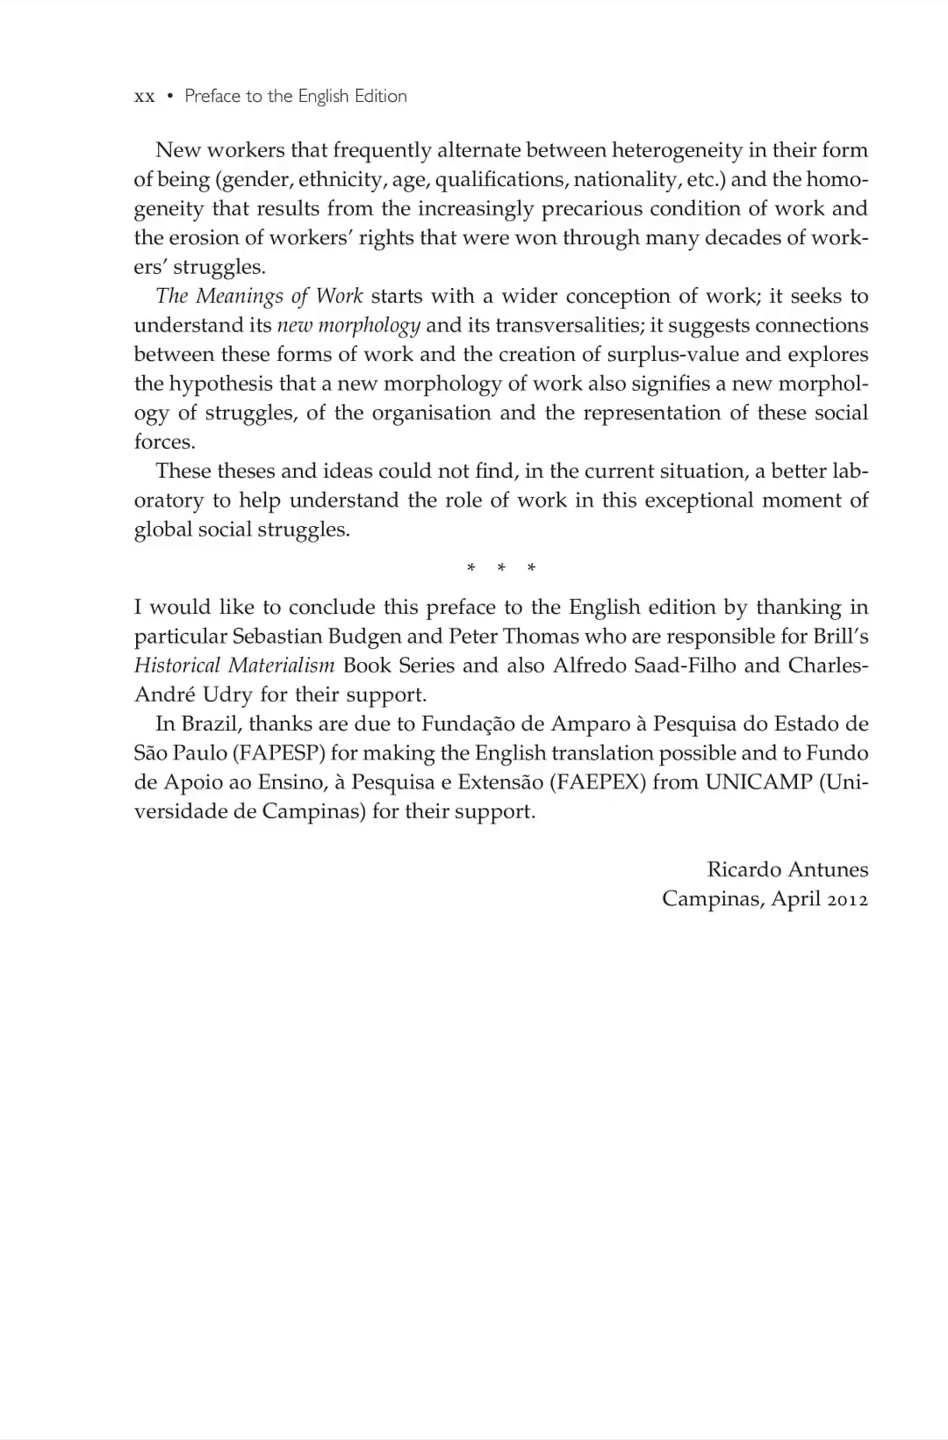 xx • Preface to the English Edition
New workers that frequently alternate between heterogeneity in their form
of being (gender, ethnicity, age, qualifications, nationality, etc.) and the homo-
geneity that results from the increasingly precarious condition of work and
the erosion of workers’ rights that were won through many decades of work-
ers’ struggles.
The Meanings of Work starts with a wider conception of work; it seeks to
understand its new morphology and its transversalities; it suggests connections
between these forms of work and the creation of surplus-value and explores
the hypothesis that a new morphology of work also signifies a new morphol-
ogy of struggles, of the organisation and the representation of these social
forces.
These theses and ideas could not find, in the current situation, a better lab-
oratory to help understand the role of work in this exceptional moment of
global social struggles.
* * *
I would like to conclude this preface to the English edition by thanking in
particular Sebastian Budgen and Peter Thomas who are responsible for Brill’s
Historical Materialism Book Series and also Alfredo Saad-Filho and Charles-
André Udry for their support.
In Brazil, thanks are due to Fundação de Amparo à Pesquisa do Estado de
São Paulo (FAPESP) for making the English translation possible and to Fundo
de Apoio ao Ensino, à Pesquisa e Extensão (FAEPEX) from UNICAMP (Uni-
versidade de Campinas) for their support.
Ricardo Antunes
Campinas, April 2012